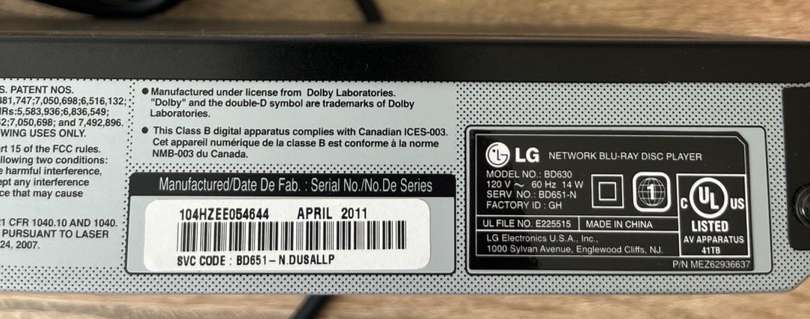 S. PATENT NOS.
381,747;7,050,698;6,516,132;
Rs:5,583,936;6,836,549;
2;7,050,698; and 7,492,896.
WING USES ONLY.
rt 15 of the FCC rules.
llowing two conditions:
e harmful interference,
ept any interference
ce that may cause
21 CFR 1040.10 AND 1040.
PURSUANT TO LASER
24, 2007.
● Manufactured under license from Dolby Laboratories.
"Dolby" and the double-D symbol are trademarks of Dolby
Laboratories.
● This Class B digital apparatus complies with Canadian ICES-003.
Cet appareil numérique de la classe B est conforme à la norme
NMB-003 du Canada.
Manufactured/Date De Fab. : Serial No./No.De Series
104HZEE054644 APRIL 2011
SVC CODE : BD651-N.DUSALLP
LG NETWORK BLU-RAY DISC PLAYER
MODEL NO.: BD630
120 V ~ 60 Hz 14 W
SERV NO.: BD651-N
FACTORY ID : GH
1
UL FILE NO. E225515 MADE IN CHINA
LG Electronics U.S.A., Inc.,
1000 Sylvan Avenue, Englewood Cliffs, NJ.
C UL US
®
LISTED
AV APPARATUS
41TB
P/N MEZ62936637